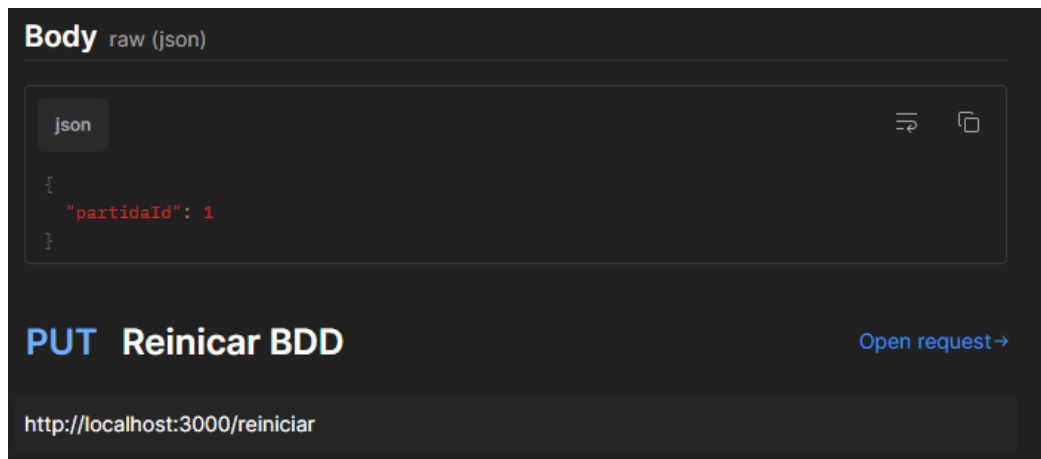 Body raw (json)
json
{
"partidaId": 1
}
PUT Reinicar BDD Open request→
http://localhost:3000/reiniciar